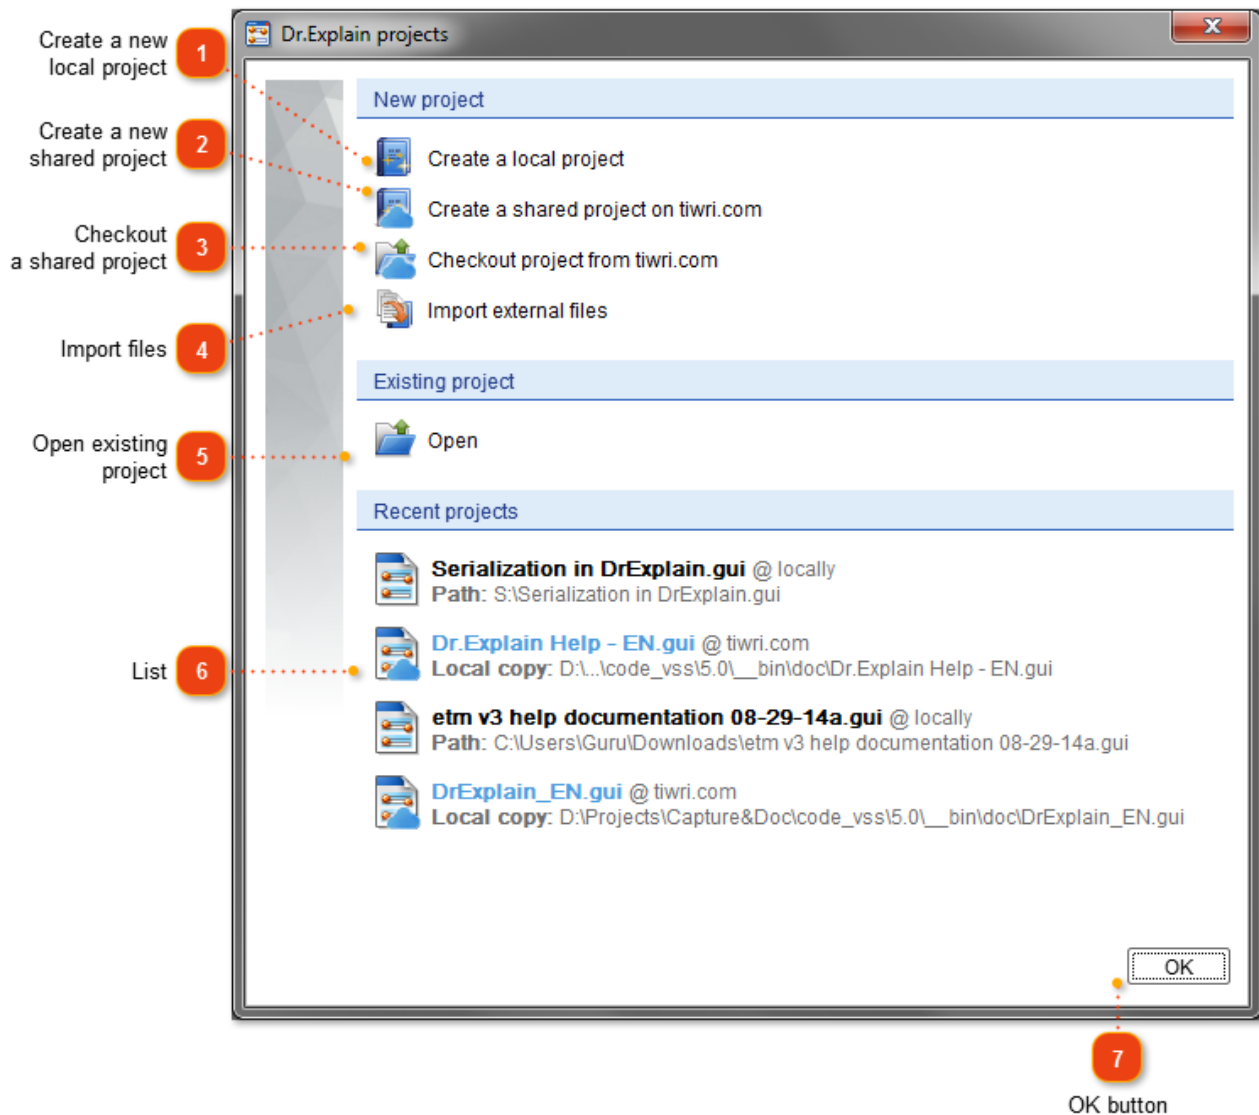 Dr.Explain projects
Create a new
local project
1
New project
Create a local project
Create a new
shared project
2
Create a shared project on tiwri.com
Checkout
a shared project
3
Checkout project from tiwri.com
Import files
4
Import external files
Existing project
Open existing
project
5
Open
Recent projects
Serialization in DrExplain.gui @ locally
Path: S:\Serialization in DrExplain.gui
List
6
Dr.Explain Help - EN.gui @ tiwri.com
Local copy: D:\...\code_vss\5.0\__bin\doc\Dr.Explain Help - EN.gui
etm v3 help documentation 08-29-14a.gui @ locally
Path: C:\Users\Guru\Downloads\etm v3 help documentation 08-29-14a.gui
DrExplain_EN.gui @ tiwri.com
Local copy: D:\Projects\Capture&Doc\code_vss\5.0\__bin\doc\DrExplain_EN.gui
OK
7
OK button